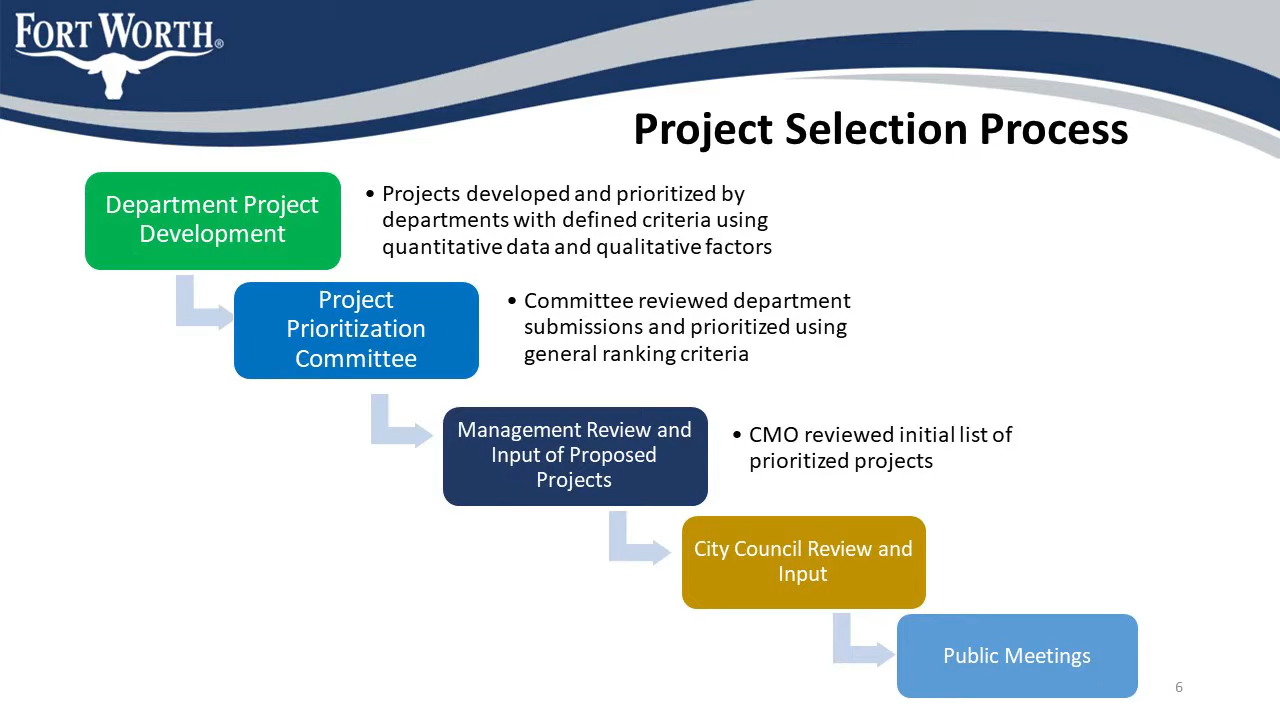 FORT WORTH®
Project Selection Process
Department Project
Development
• Projects developed and prioritized by
departments with defined criteria using
quantitative data and qualitative factors
Project
Prioritization
Committee
• Committee reviewed department
submissions and prioritized using
general ranking criteria
Management Review and
Input of Proposed
Projects
• CMO reviewed initial list of
prioritized projects
City Council Review and
Input
Public Meetings
6